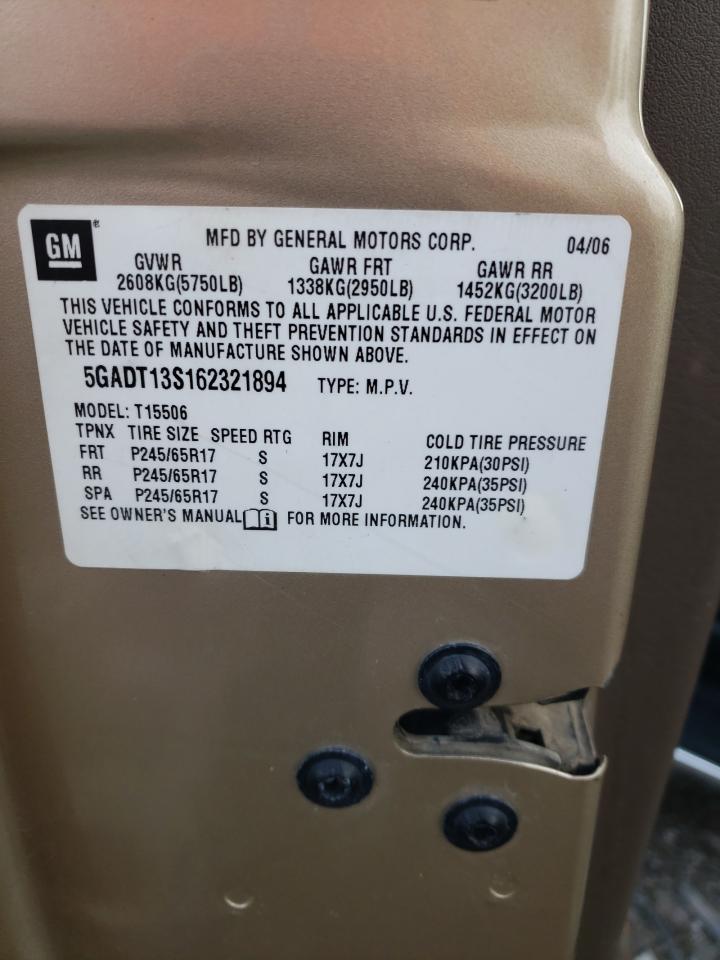 GM®
MFD BY GENERAL MOTORS CORP. 04/06
GVWR GAWR FRT GAWR RR
2608KG(5750LB) 1338KG(2950LB) 1452KG(3200LB)
THIS VEHICLE CONFORMS TO ALL APPLICABLE U.S. FEDERAL MOTOR
VEHICLE SAFETY AND THEFT PREVENTION STANDARDS IN EFFECT ON
THE DATE OF MANUFACTURE SHOWN ABOVE.
5GADT13S162321894 TYPE: M.P.V.
MODEL: T15506
TPNX TIRE SIZE SPEED RTG RIM COLD TIRE PRESSURE
FRT P245/65R17 S 17X7J 210KPA(30PSI)
RR P245/65R17 S 17X7J 240KPA(35PSI)
SPA P245/65R17 S 17X7J 240KPA(35PSI)
SEE OWNER'S MANUAL i FOR MORE INFORMATION.